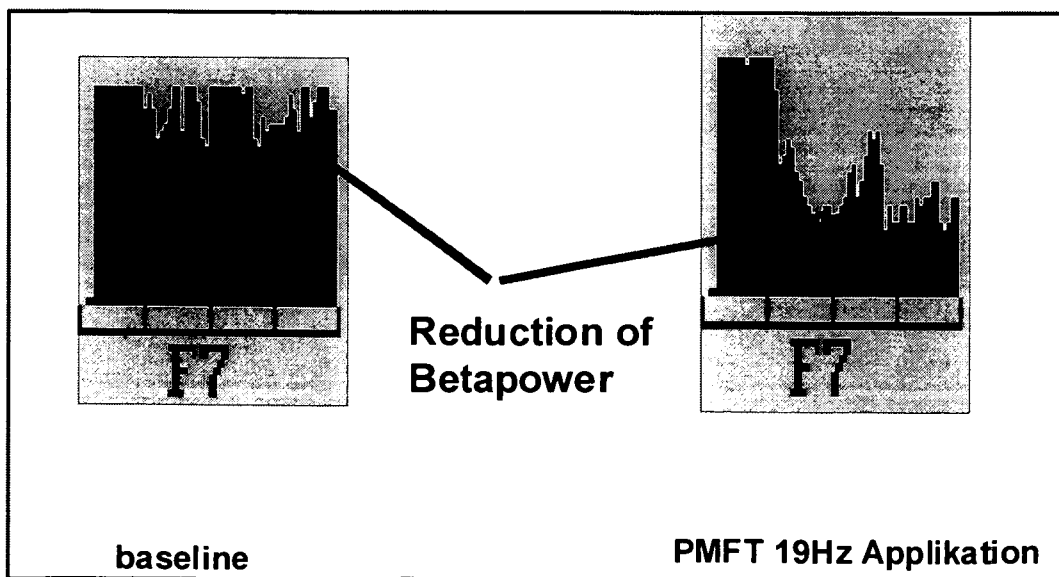 F7
F7
Reduction of
Betapower
baseline
PMFT 19Hz Applikation